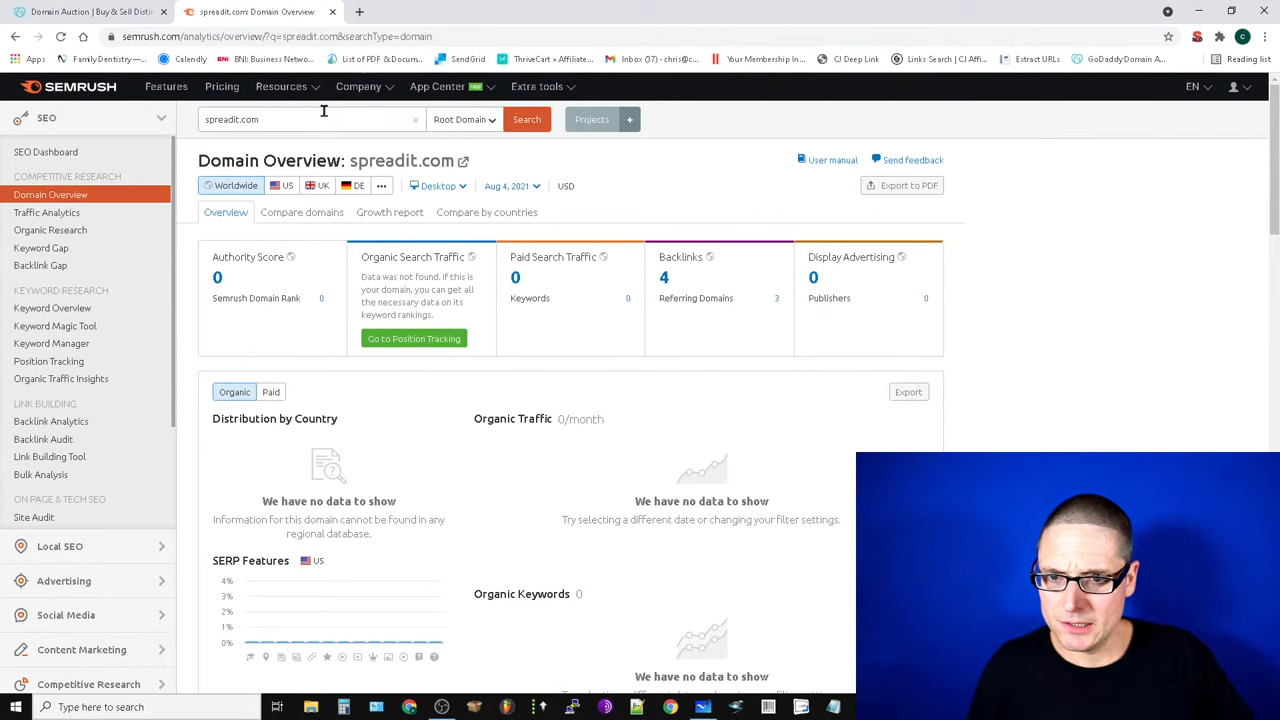 Domain Auction | Buy & Sell Distin
spreadit.com: Domain Overview
semrush.com/analytics/overview/?q=spreadit.com&searchType=domain
Apps
Family Dentistry—...
Calendly
BNI: Business Netwo...
List of PDF & Docum...
SendGrid
ThriveCart » Affiliate...
Inbox (37) - chris@c...
Your Membership In...
CJ Deep Link
Links Search | CJ Affi...
Extract URLs
GoDaddy Domain A...
Reading list
SEMRUSH
Features
Pricing
Resources
Company
App Center new
Extra tools
EN
SEO
spreadit.com
Root Domain
Search
Projects
+
SEO Dashboard
COMPETITIVE RESEARCH
Domain Overview
Traffic Analytics
Organic Research
Keyword Gap
Backlink Gap
KEYWORD RESEARCH
Keyword Overview
Keyword Magic Tool
Keyword Manager
Position Tracking
Organic Traffic Insights
LINK BUILDING
Backlink Analytics
Backlink Audit
Link Building Tool
Bulk Analysis
ON PAGE & TECH SEO
Site Audit
Local SEO
Advertising
Social Media
Content Marketing
Competitive Research
Domain Overview: spreadit.com
User manual
Send feedback
Worldwide
US
UK
DE
...
Desktop
Aug 4, 2021
USD
Export to PDF
Overview
Compare domains
Growth report
Compare by countries
Authority Score
0
Semrush Domain Rank 0
Organic Search Traffic
Data was not found. If this is
your domain, you can get all
the necessary data on its
keyword rankings.
Go to Position Tracking
Paid Search Traffic
0
Keywords 0
Backlinks
4
Referring Domains 3
Display Advertising
0
Publishers 0
Organic
Paid
Export
Distribution by Country
We have no data to show
Information for this domain cannot be found in any
regional database.
Organic Traffic 0/month
We have no data to show
Try selecting a different date or changing your filter settings.
SERP Features
US
4%
3%
2%
1%
0%
Organic Keywords 0
We have no data to show
Type here to search